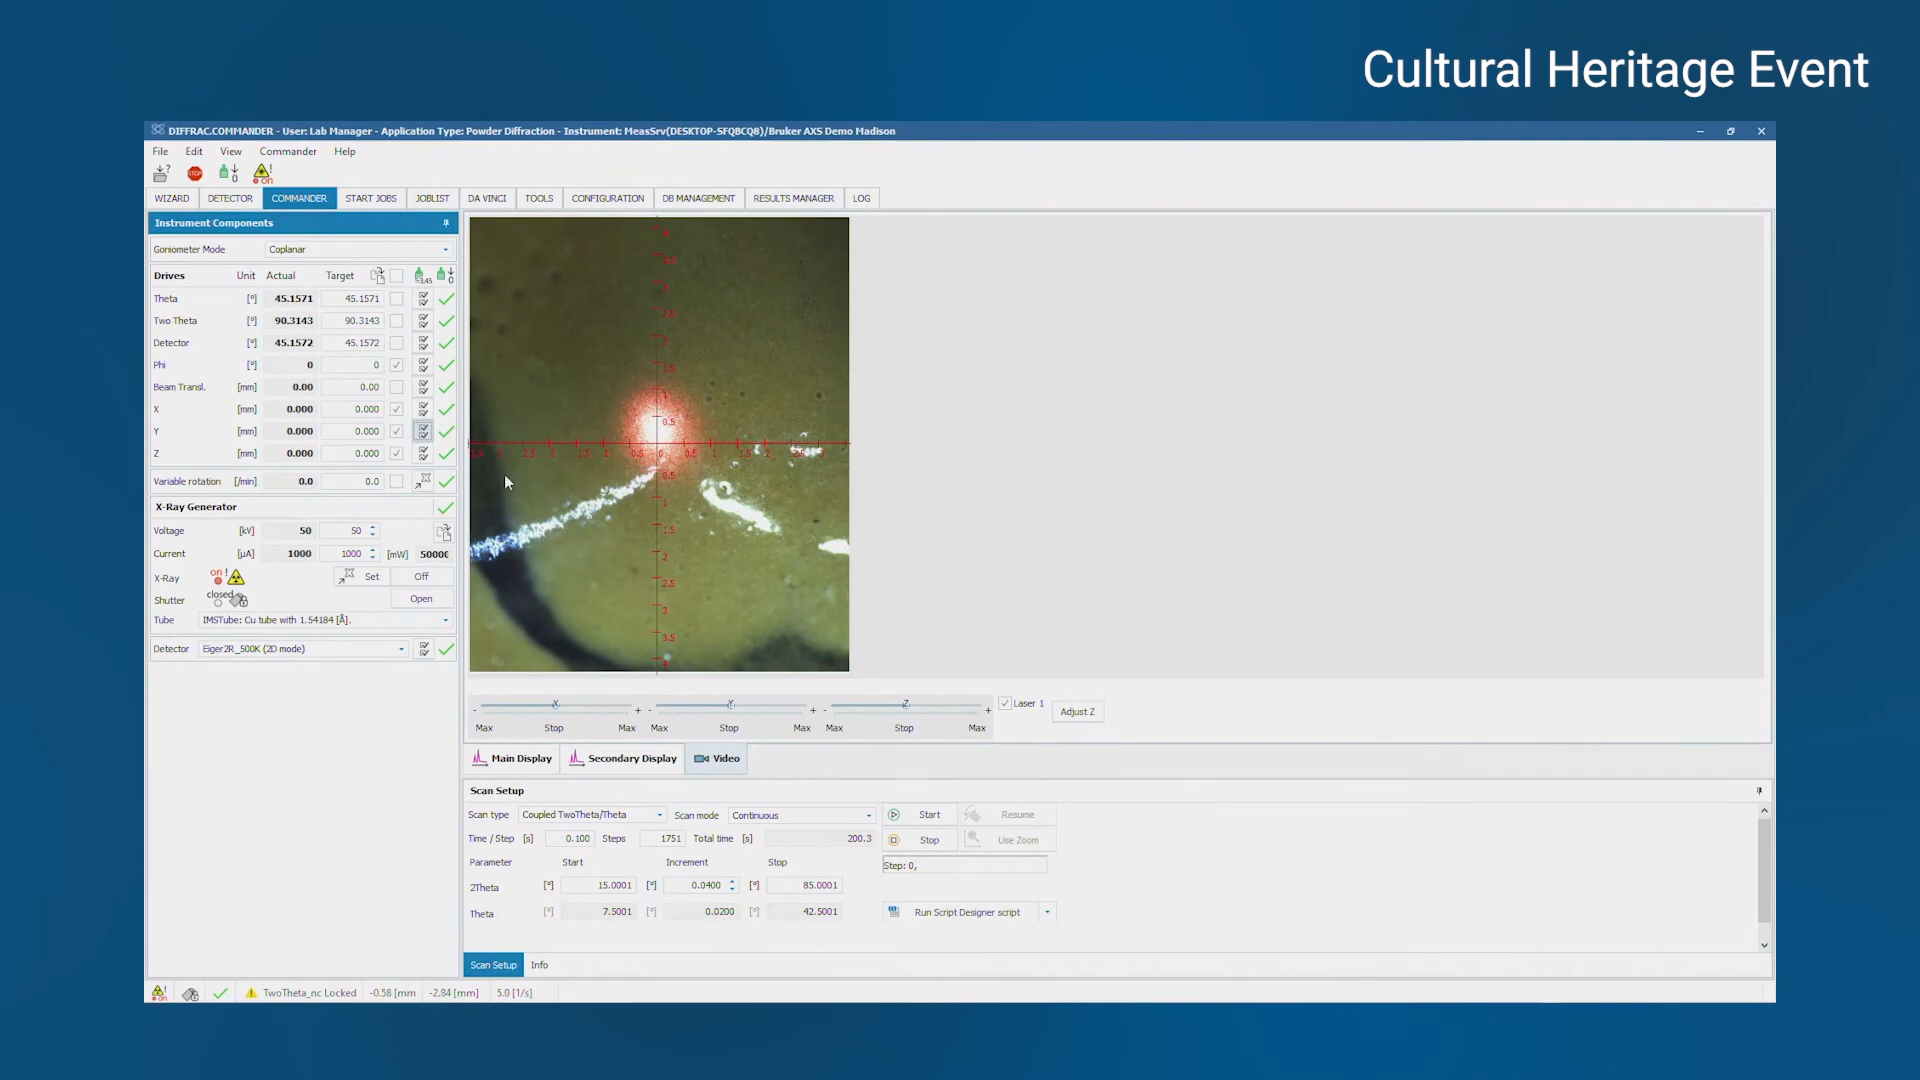 Cultural Heritage Event
DIFFRAC.COMMANDER - User: Lab Manager - Application Type: Powder Diffraction - Instrument: MeasSrv(DESKTOP-SFQBCQ8)/Bruker AXS Demo Madison
File Edit View Commander Help
WIZARD DETECTOR COMMANDER START JOBS JOBLIST DA VINCI TOOLS CONFIGURATION DB MANAGEMENT RESULTS MANAGER LOG
Instrument Components
Goniometer Mode Coplanar
Drives Unit Actual Target
Theta [°] 45.1571 45.1571
Two Theta [°] 90.3143 90.3143
Detector [°] 45.1572 45.1572
Phi [°] 0 0
Beam Transl. [mm] 0.00 0.00
X [mm] 0.000 0.000
Y [mm] 0.000 0.000
Z [mm] 0.000 0.000
Variable rotation [/min] 0.0 0.0
X-Ray Generator
Voltage [kV] 50 50
Current [µA] 1000 1000 [mW]
X-Ray on ! Set Off
Shutter closed Open
Tube IMSTube: Cu tube with 1.54184 [Å].
Detector Eiger2R_500K (2D mode)
X Y Z
- + - + - +
Max Stop Max Max Stop Max Max Stop Max
Laser 1 Adjust Z
Main Display Secondary Display Video
Scan Setup
Scan type Coupled TwoTheta/Theta Scan mode Continuous Start Resume
Time / Step [s] 0.100 Steps 1751 Total time [s] 200.3 Stop Use Zoom
Parameter Start Increment Stop Step: 0,
2Theta [°] 15.0001 [°] 0.0400 [°] 85.0001
Theta [°] 7.5001 [°] 0.0200 [°] 42.5001 Run Script Designer script
Scan Setup Info
TwoTheta_nc Locked -0.58 [mm -2.84 [mm] 5.0 [1/s]